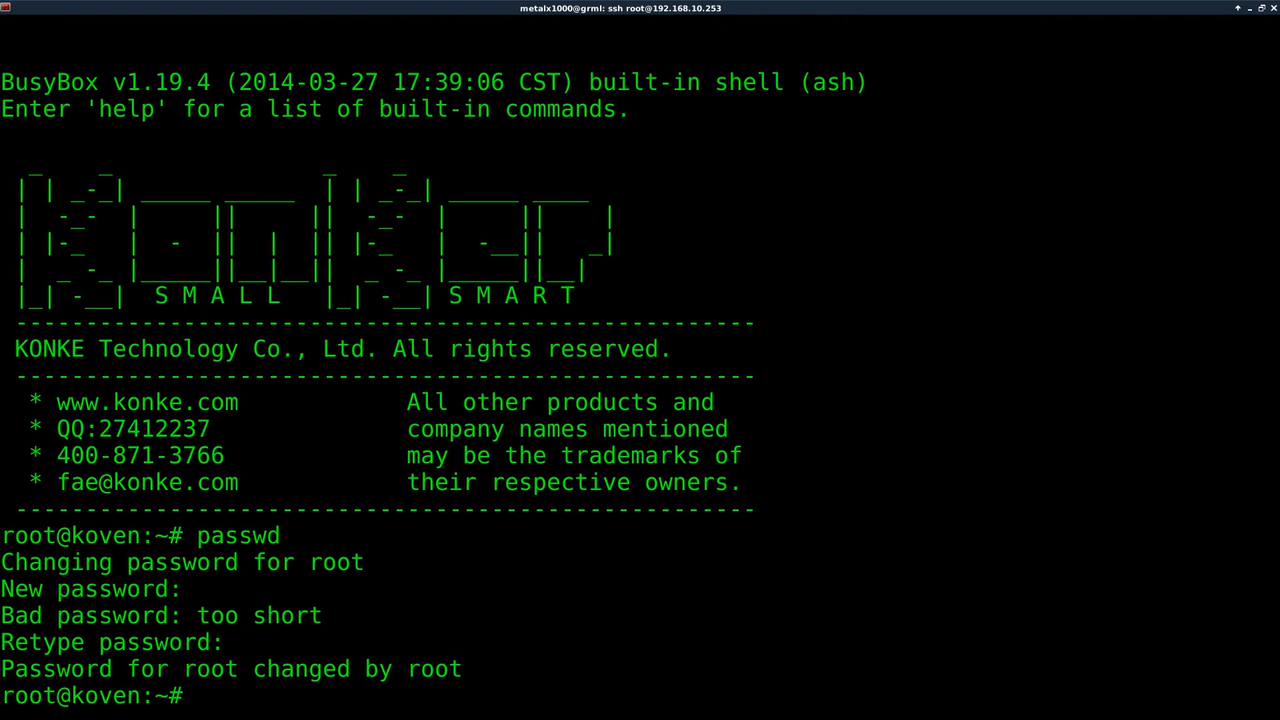 metalx1000@grml: ssh root@192.168.10.253
BusyBox v1.19.4 (2014-03-27 17:39:06 CST) built-in shell (ash)
Enter 'help' for a list of built-in commands.
KonKer
S M A L L S M A R T
-----------------------------------------------------
KONKE Technology Co., Ltd. All rights reserved.
-----------------------------------------------------
* www.konke.com All other products and
* QQ:27412237 company names mentioned
* 400-871-3766 may be the trademarks of
* fae@konke.com their respective owners.
-----------------------------------------------------
root@koven:~# passwd
Changing password for root
New password:
Bad password: too short
Retype password:
Password for root changed by root
root@koven:~#